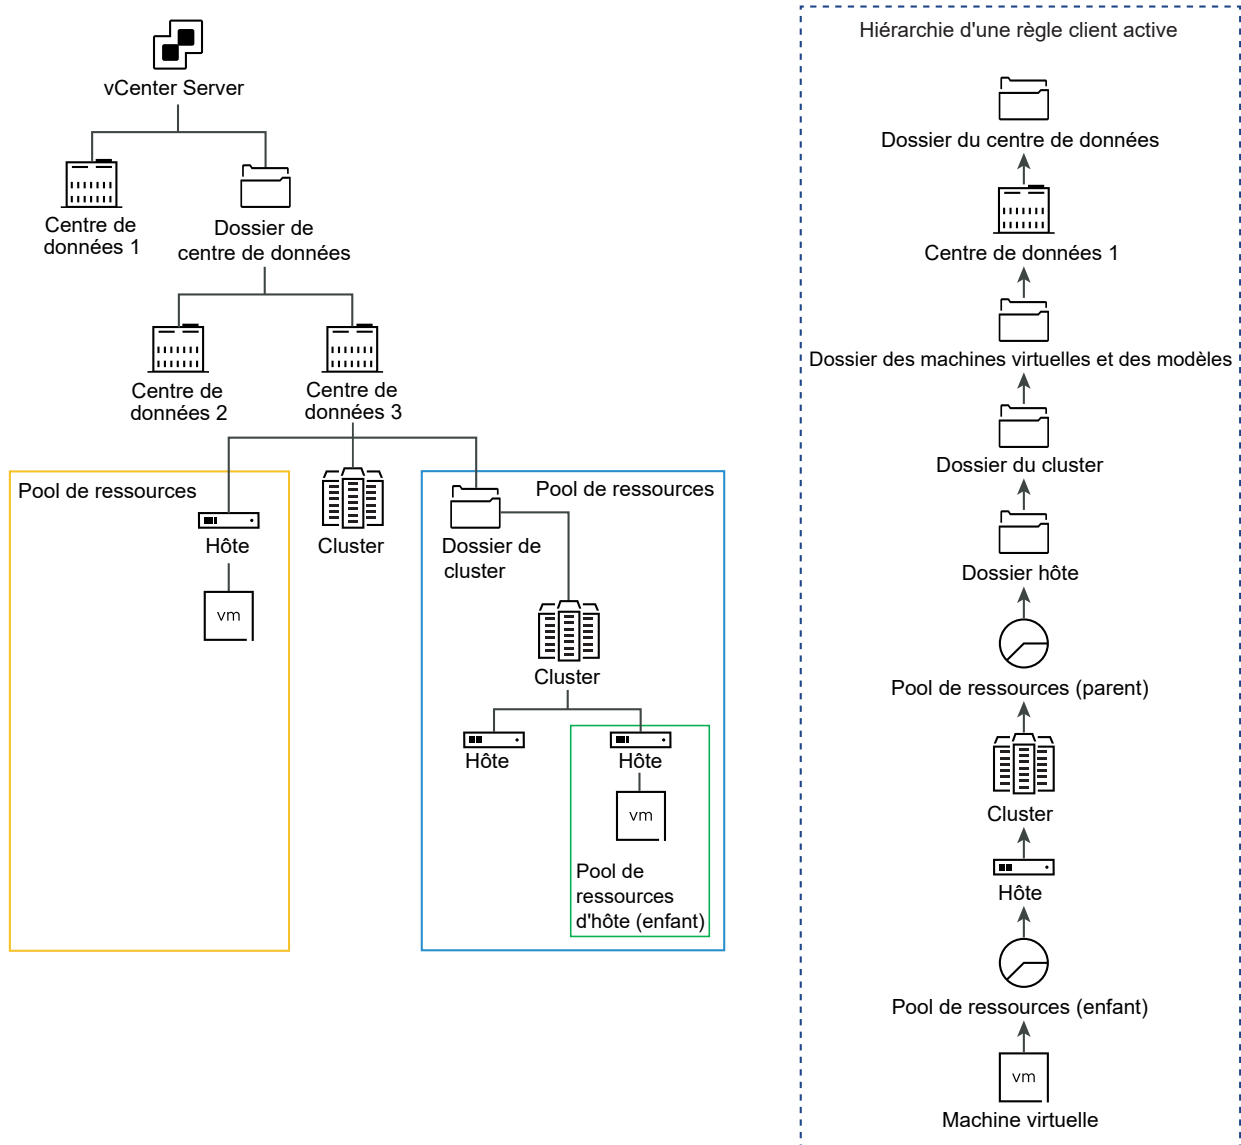 vCenter Server
Centre de
données 1
Dossier de
centre de données
Centre de
données 2
Centre de
données 3
Pool de ressources
Hôte
vm
Cluster
Pool de ressources
Dossier de
cluster
Cluster
Hôte
Hôte
vm
Pool de
ressources
d'hôte (enfant)
Hiérarchie d'une règle client active
Dossier du centre de données
Centre de données 1
Dossier des machines virtuelles et des modèles
Dossier du cluster
Dossier hôte
Pool de ressources (parent)
Cluster
Hôte
Pool de ressources (enfant)
vm
Machine virtuelle